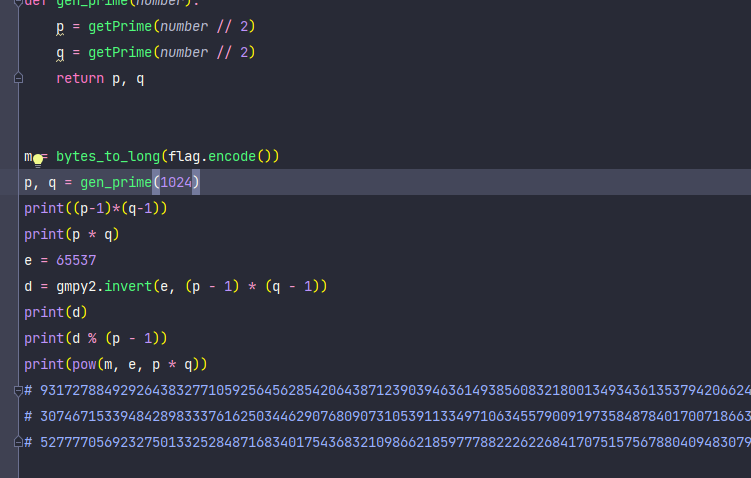 def gen_prime(number):
    p = getPrime(number // 2)
    q = getPrime(number // 2)
    return p, q
m = bytes_to_long(flag.encode())
p, q = gen_prime(1024)
print((p-1)*(q-1))
print(p * q)
e = 65537
d = gmpy2.invert(e, (p - 1) * (q - 1))
print(d)
print(d % (p - 1))
print(pow(m, e, p * q))
# 93172788492926438327710592564562854206438712390394636149385608321800134934361353794206624
# 30746715339484289833376162503446290768090731053911334971063455790091973584878401700718663
# 52777705692327501332528487168340175436832109866218597778822262268417075157567880409483079